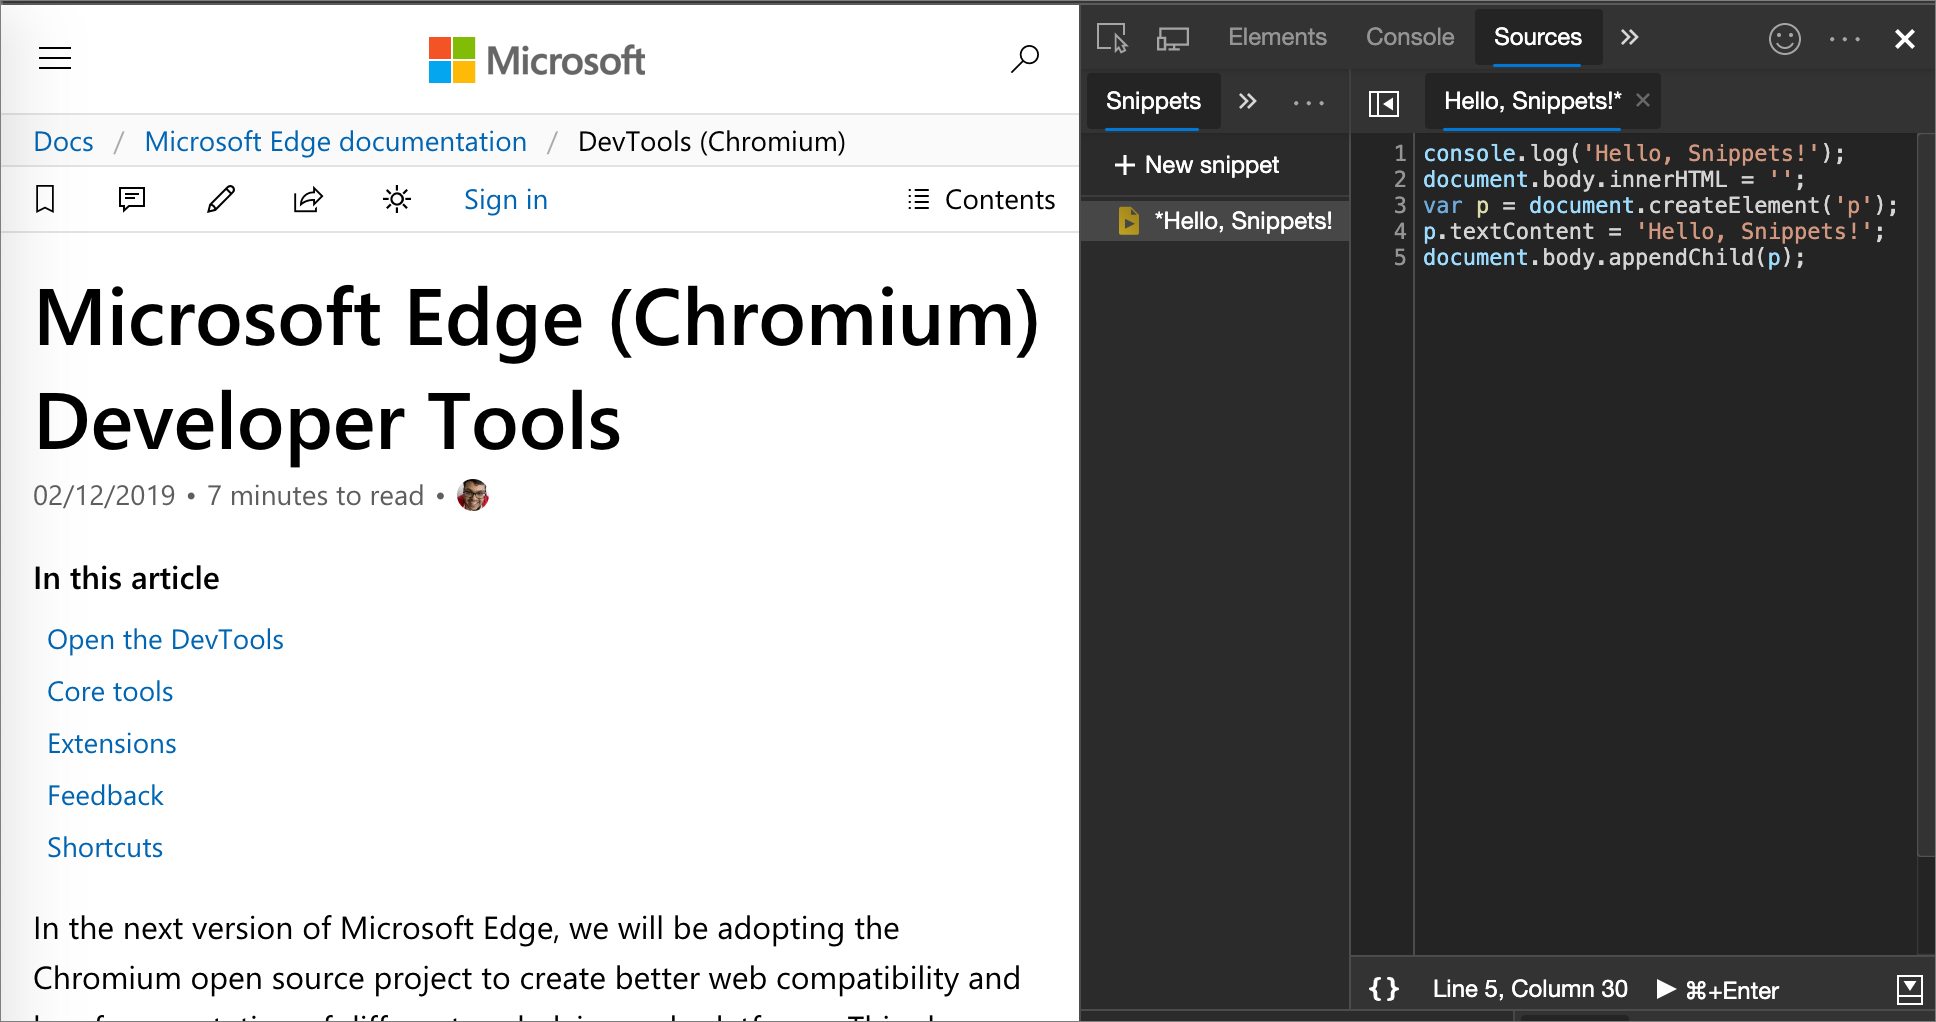 Microsoft
Docs / Microsoft Edge documentation / DevTools (Chromium)
Sign in
Contents
Microsoft Edge (Chromium)
Developer Tools
02/12/2019 • 7 minutes to read •
In this article
Open the DevTools
Core tools
Extensions
Feedback
Shortcuts
In the next version of Microsoft Edge, we will be adopting the
Chromium open source project to create better web compatibility and
Elements Console Sources
Snippets
+ New snippet
*Hello, Snippets!
Hello, Snippets!* ×
1 console.log('Hello, Snippets!');
2 document.body.innerHTML = '';
3 var p = document.createElement('p');
4 p.textContent = 'Hello, Snippets!';
5 document.body.appendChild(p);
{} Line 5, Column 30 ▶ ⌘+Enter